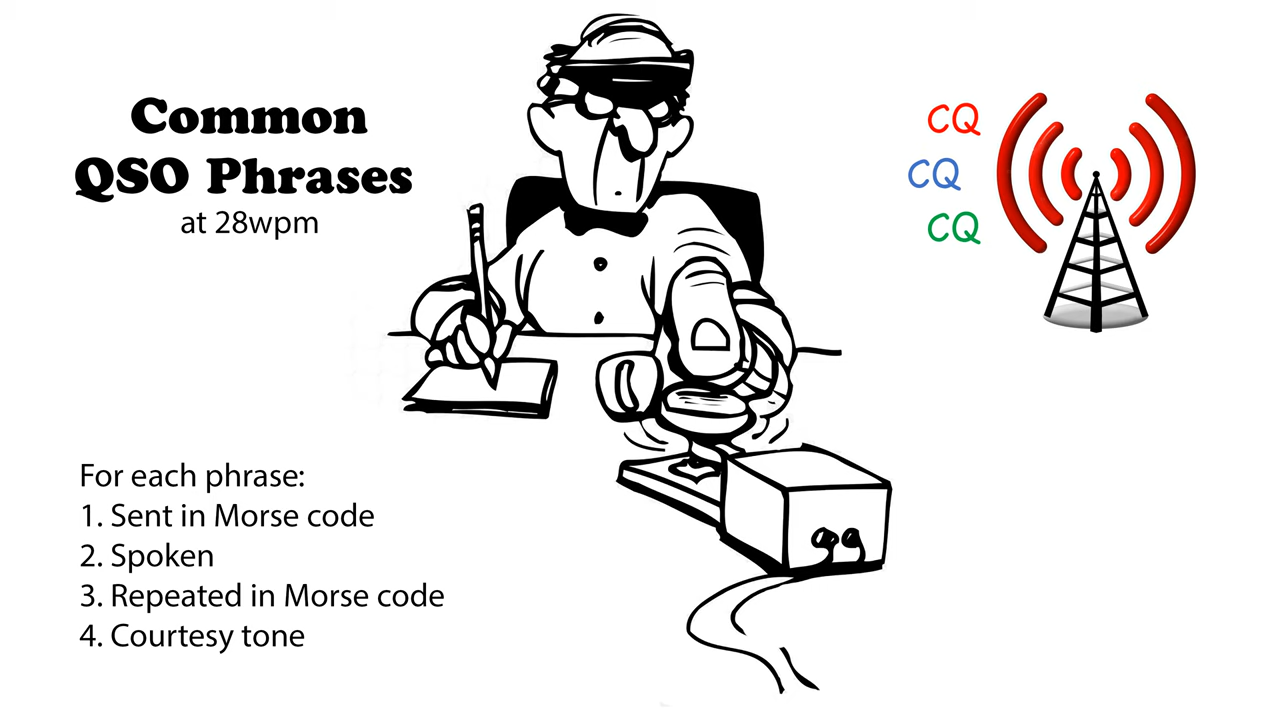 Common
QSO Phrases
at 28wpm
CQ
CQ
CQ
For each phrase:
1. Sent in Morse code
2. Spoken
3. Repeated in Morse code
4. Courtesy tone